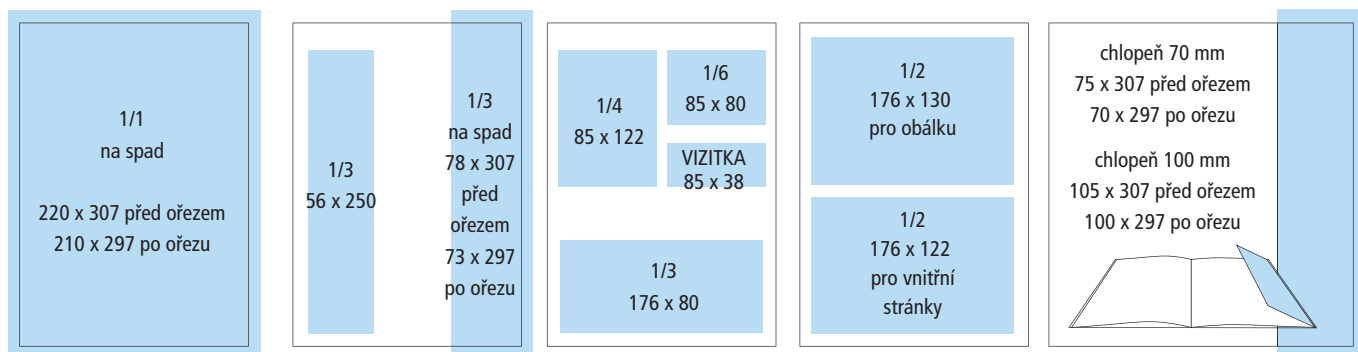 1/1
na spad
220 x 307 před ořezem
210 x 297 po ořezu
1/3
56 x 250
1/3
na spad
78 x 307
před
ořezem
73 x 297
po ořezu
1/4
85 x 122
1/6
85 x 80
VIZITKA
85 x 38
1/3
176 x 80
1/2
176 x 130
pro obálku
1/2
176 x 122
pro vnitřní
stránky
chlopeň 70 mm
75 x 307 před ořezem
70 x 297 po ořezu
chlopeň 100 mm
105 x 307 před ořezem
100 x 297 po ořezu